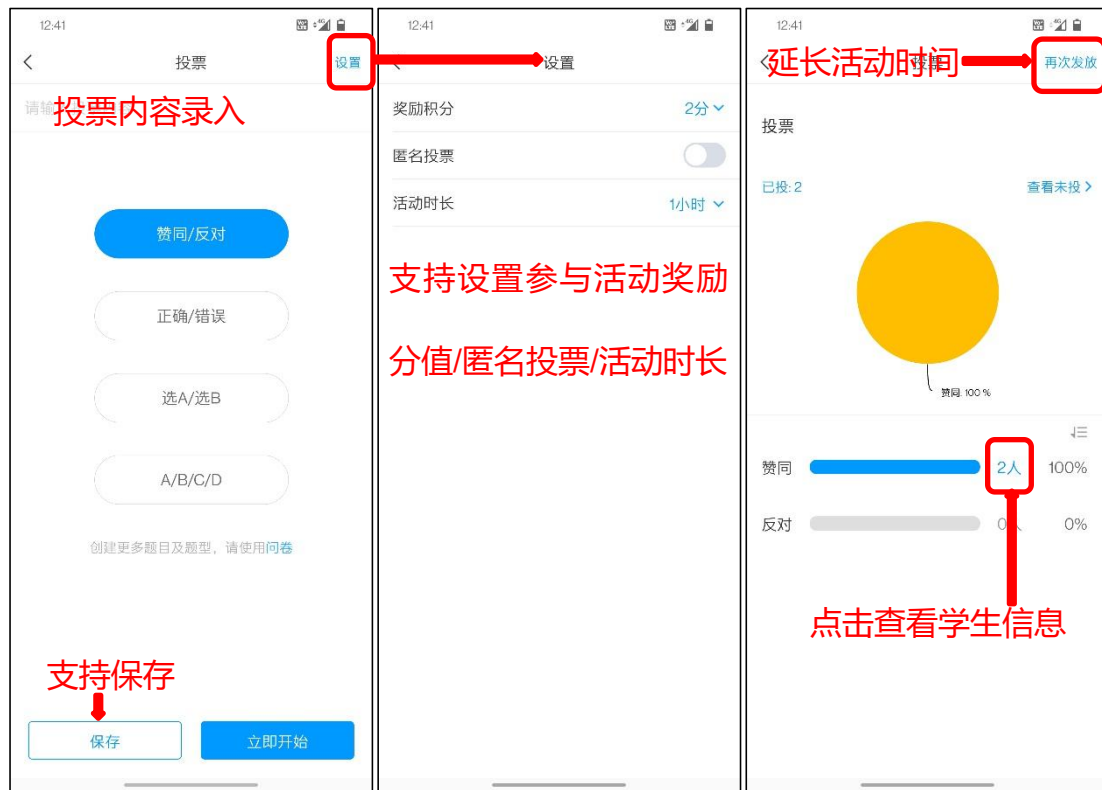 12:41
投票
设置
请输
投票内容录入
赞同/反对
正确/错误
选A/选B
A/B/C/D
创建更多题目及题型，请使用问卷
支持保存
保存
立即开始
12:41
设置
奖励积分
2分
匿名投票
活动时长
1小时
支持设置参与活动奖励
分值/匿名投票/活动时长
12:41
延长活动时间
投票
再次发放
投票
已投: 2
查看未投
赞同: 100 %
赞同
2人
100%
反对
0人
0%
点击查看学生信息